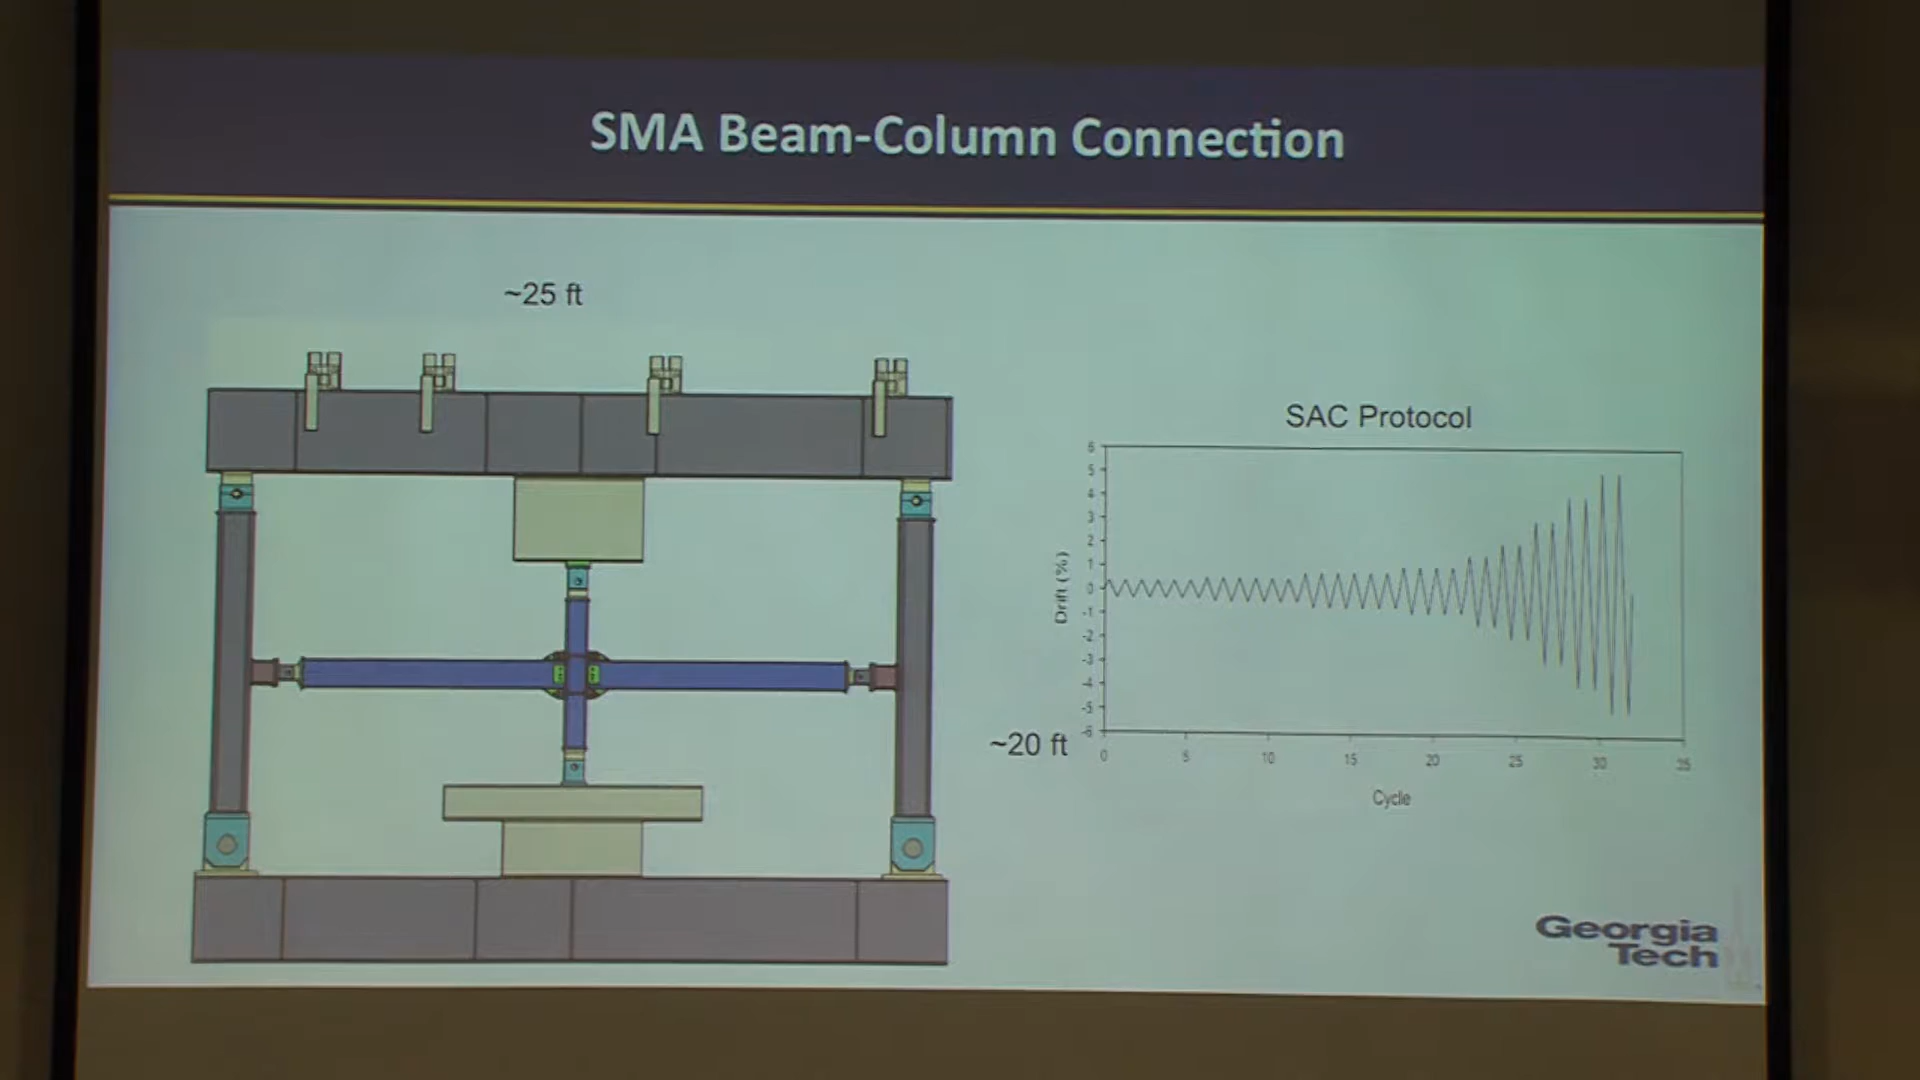 SMA Beam-Column Connection
~25 ft
SAC Protocol
6
5
4
3
2
1
0
-1
-2
-3
-4
-5
-6
Drift (%)
~20 ft
0 5 10 15 20 25 30 35
Cycle
Georgia
Tech